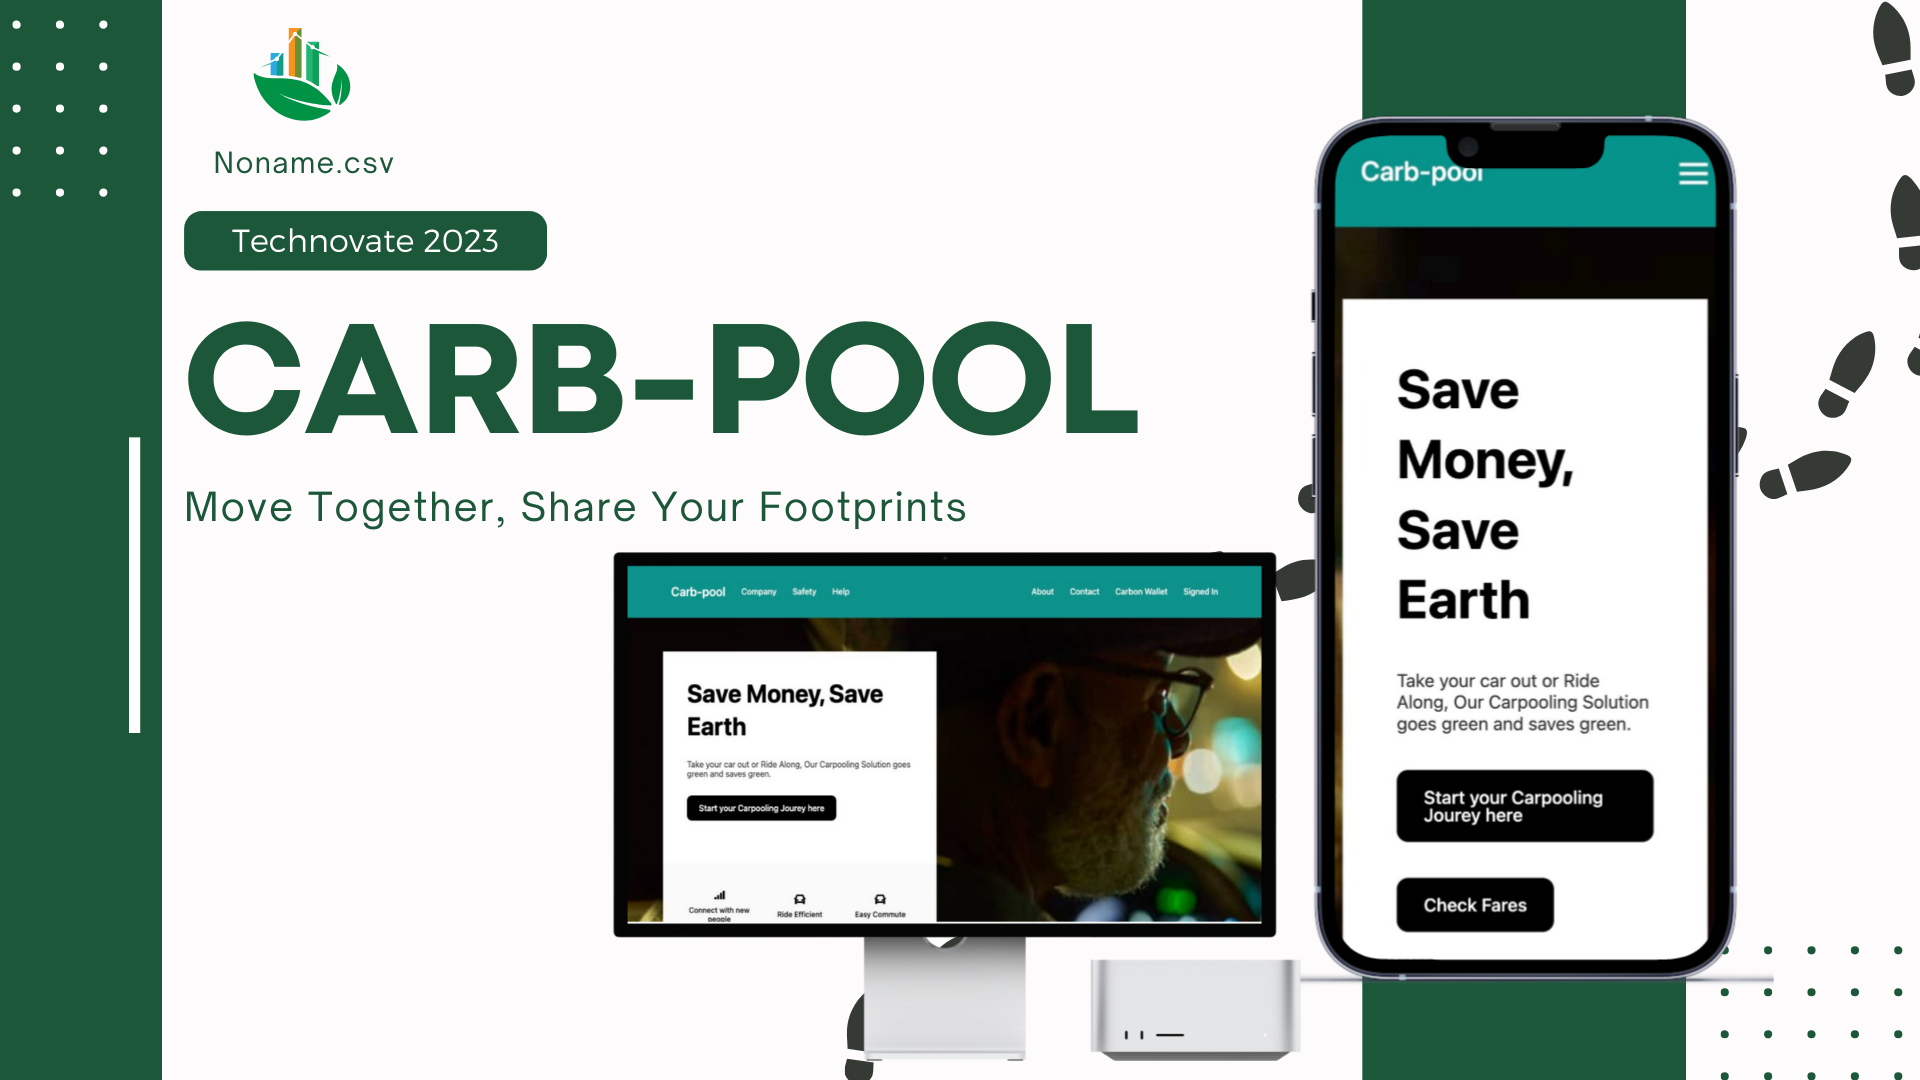 Noname.csv
Technovate 2023
CARB-POOL
Move Together, Share Your Footprints
Carb-pool Company Safety Help About Contact Carbon Wallet Signed In
Save Money, Save
Earth
Take your car out or Ride Along, Our Carpooling Solution goes
green and saves green.
Start your Carpooling Jourey here
Connect with new
people
Ride Efficient
Easy Commute
Carb-pool
Save
Money,
Save
Earth
Take your car out or Ride
Along, Our Carpooling Solution
goes green and saves green.
Start your Carpooling
Jourey here
Check Fares